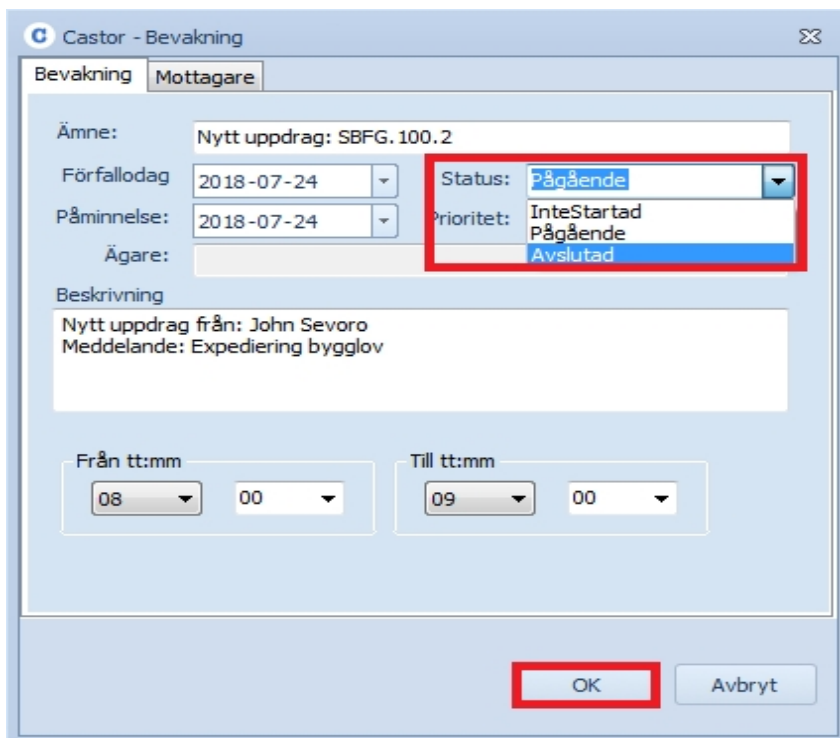 C Castor - Bevakning
Bevakning Mottagare
Ämne: Nytt uppdrag: SBFG.100.2
Förfallodag 2018-07-24 Status: Pågående
Påminnelse: 2018-07-24 Prioritet: InteStartad
Pågående
Ägare: Avslutad
Beskrivning
Nytt uppdrag från: John Sevoro
Meddelande: Expediering bygglov
Från tt:mm Till tt:mm
08 00 09 00
OK Avbryt